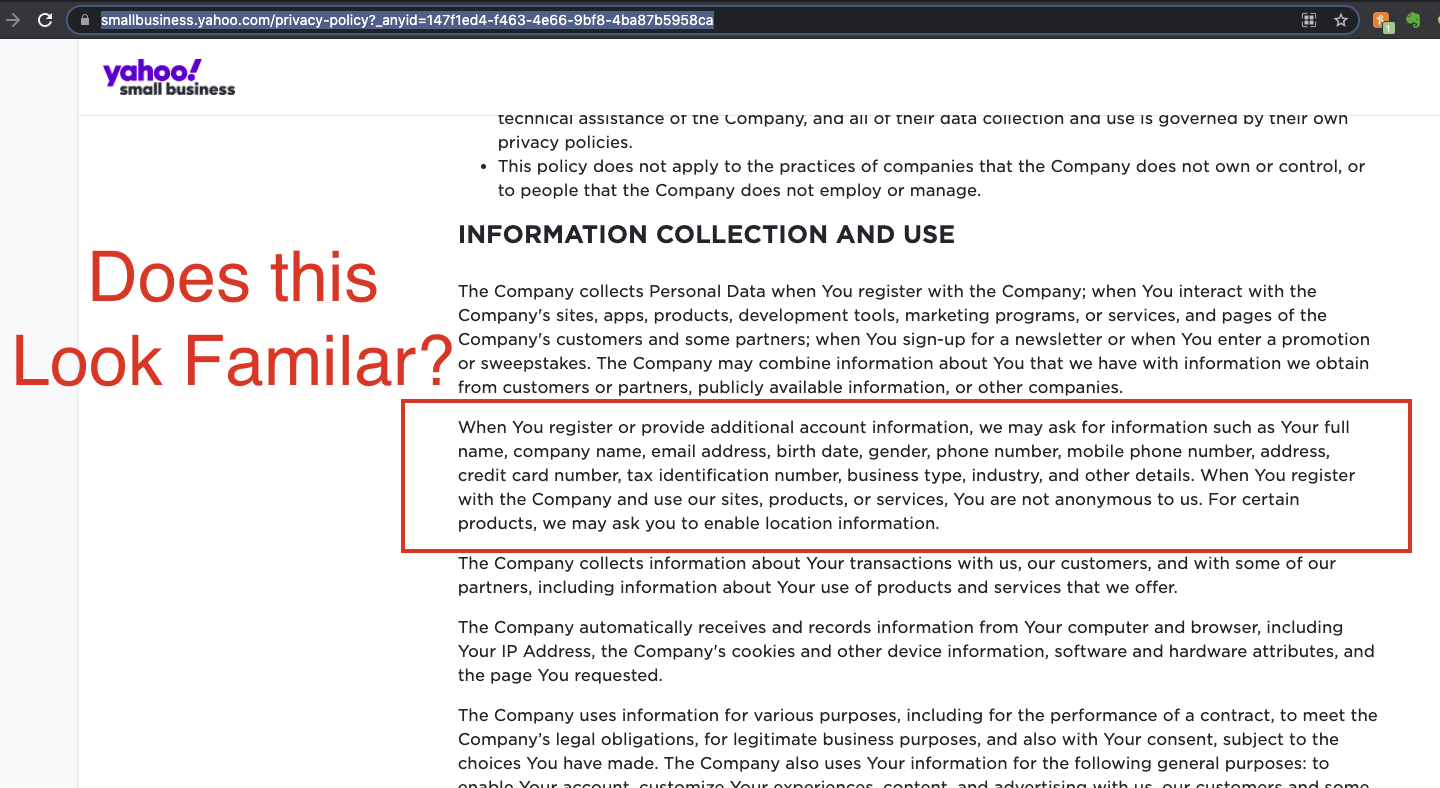 smallbusiness.yahoo.com/privacy-policy?_anyid=147f1ed4-f463-4e66-9bf8-4ba87b5958ca
1
yahoo!
small business
technical assistance of the Company, and all of their data collection and use is governed by their own
privacy policies.
• This policy does not apply to the practices of companies that the Company does not own or control, or
to people that the Company does not employ or manage.
INFORMATION COLLECTION AND USE
Does this
Look Familar?
The Company collects Personal Data when You register with the Company; when You interact with the
Company's sites, apps, products, development tools, marketing programs, or services, and pages of the
Company's customers and some partners; when You sign-up for a newsletter or when You enter a promotion
or sweepstakes. The Company may combine information about You that we have with information we obtain
from customers or partners, publicly available information, or other companies.
When You register or provide additional account information, we may ask for information such as Your full
name, company name, email address, birth date, gender, phone number, mobile phone number, address,
credit card number, tax identification number, business type, industry, and other details. When You register
with the Company and use our sites, products, or services, You are not anonymous to us. For certain
products, we may ask you to enable location information.
The Company collects information about Your transactions with us, our customers, and with some of our
partners, including information about Your use of products and services that we offer.
The Company automatically receives and records information from Your computer and browser, including
Your IP Address, the Company's cookies and other device information, software and hardware attributes, and
the page You requested.
The Company uses information for various purposes, including for the performance of a contract, to meet the
Company’s legal obligations, for legitimate business purposes, and also with Your consent, subject to the
choices You have made. The Company also uses Your information for the following general purposes: to
enable Your account, customize Your experiences, content, and advertising with us, our customers and some